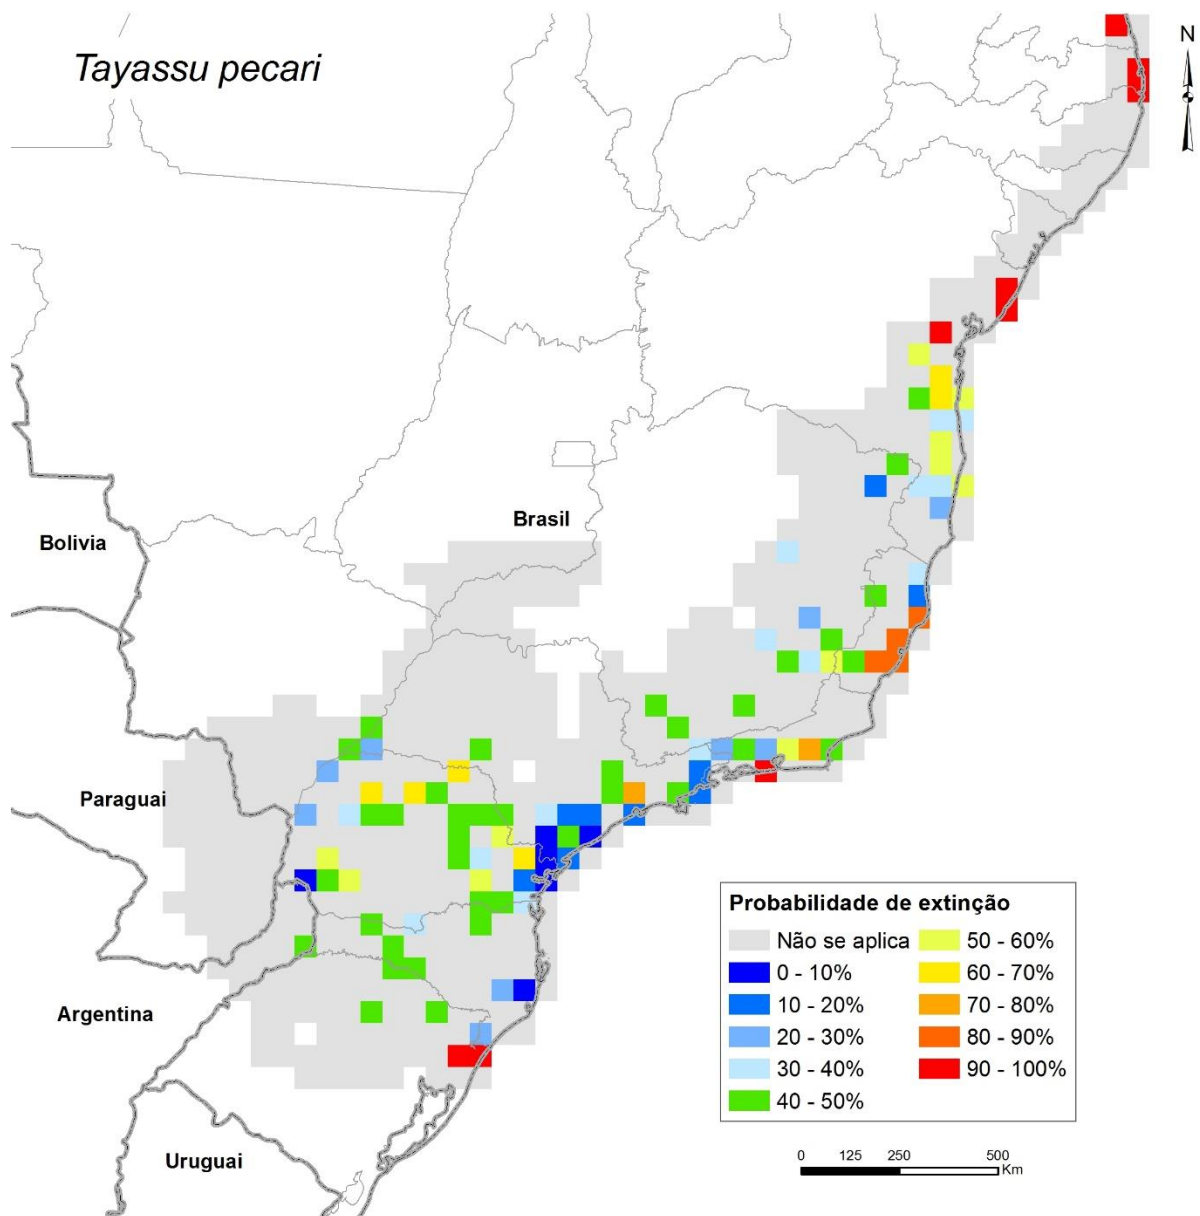 Tayassu pecari
N
Brasil
Bolivia
Paraguai
Argentina
Uruguai
Probabilidade de extinção
Não se aplica
0 - 10%
10 - 20%
20 - 30%
30 - 40%
40 - 50%
50 - 60%
60 - 70%
70 - 80%
80 - 90%
90 - 100%
0 125 250 500
Km